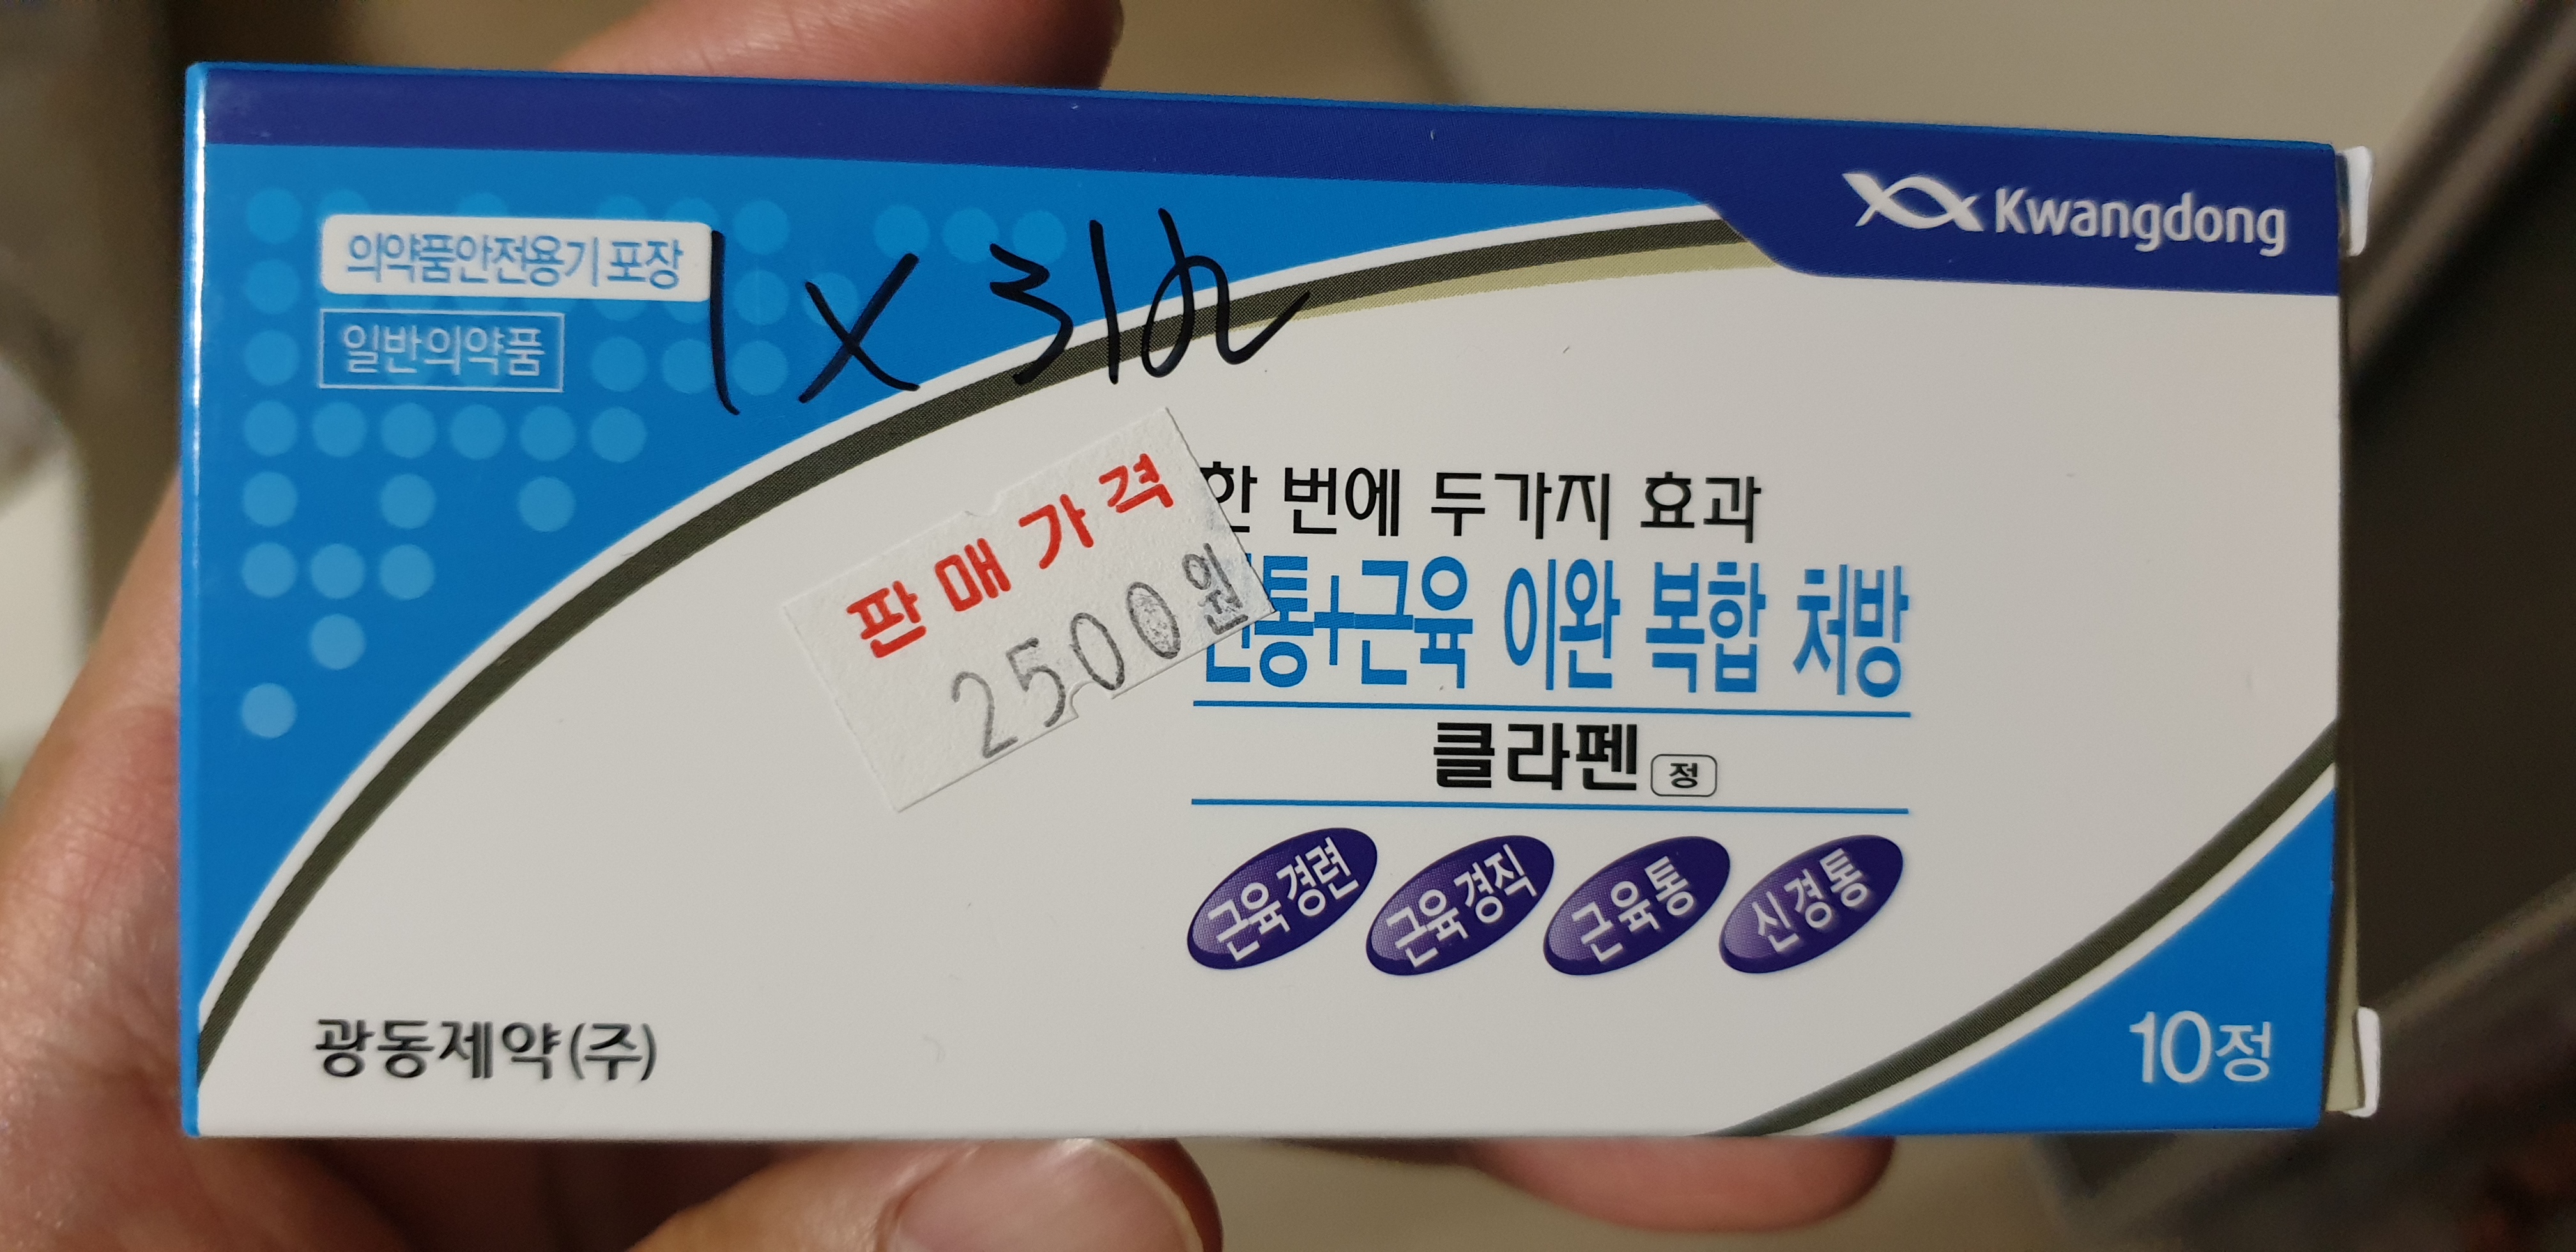 Kwangdong
의약품안전용기 포장
일반의약품
1 X 3회
판매가격
2500원
한 번에 두가지 효과
진통+근육 이완 복합 처방
클라펜 정
근육 경련 근육 경직 근육통 신경통
광동제약(주)
10정